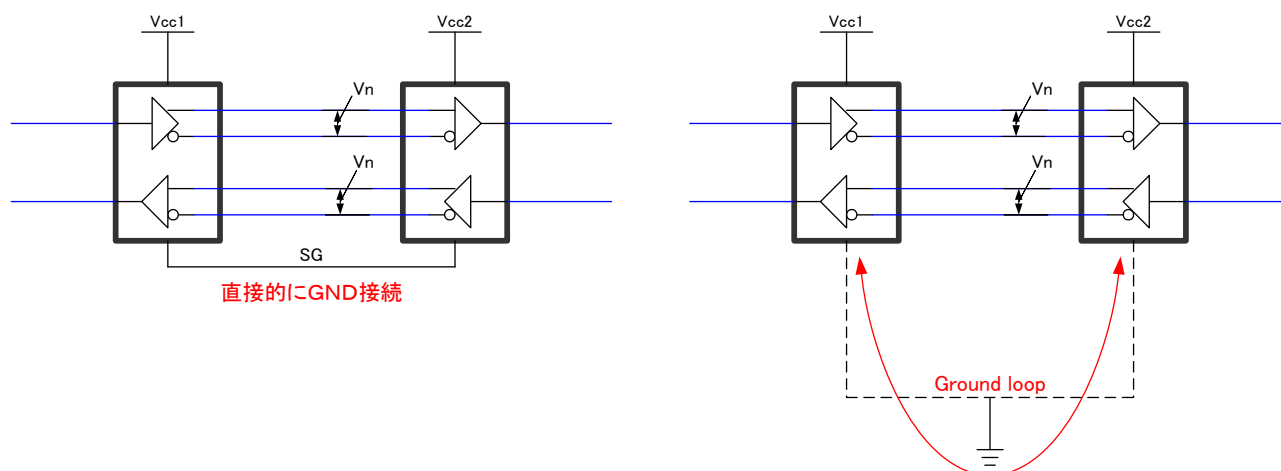 Vcc1
Vcc2
Vn
Vn
SG
直接的にGND接続
Vcc1
Vcc2
Vn
Vn
Ground loop